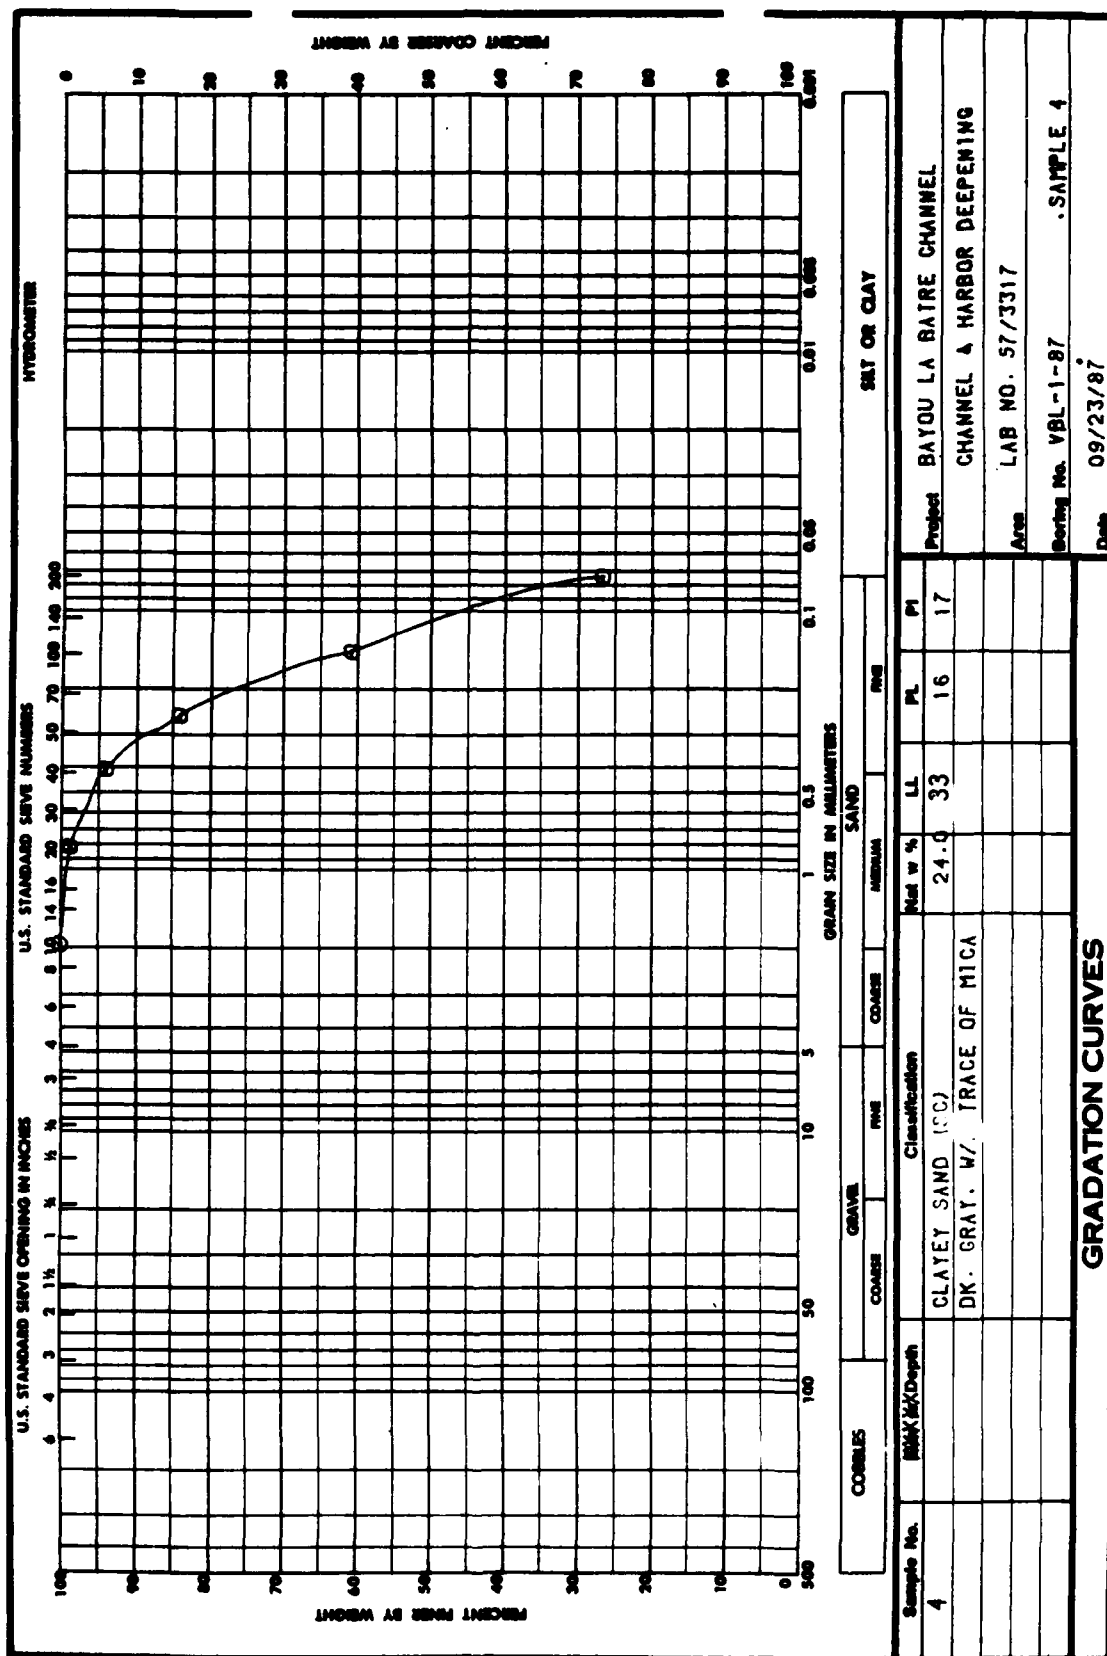 U.S. STANDARD SIEVE OPENING IN INCHES
U.S. STANDARD SIEVE NUMBERS
HYDROMETER
6 4 3 2 1½ 1 ¾ ½ ⅜ 3 4 6 8 10 14 16 20 30 40 50 70 100 140 200
PERCENT FINER BY WEIGHT
100
90
80
70
60
50
40
30
20
10
0
PERCENT COARSER BY WEIGHT
0
10
20
30
40
50
60
70
80
90
100
500 100 50 10 5 1 0.5 0.1 0.05 0.01 0.005 0.001
GRAIN SIZE IN MILLIMETERS
COBBLES
GRAVEL
COARSE FINE
SAND
COARSE MEDIUM FINE
SILT OR CLAY
Sample No. Depth Classification Nat w % LL PL PI
4 CLAYEY SAND (SC) 24.0 33 16 17
DK. GRAY. W/. TRACE OF MICA
Project BAYOU LA BATRE CHANNEL
CHANNEL & HARBOR DEEPENING
Area LAB NO. 57/3317
Boring No. VBL-1-87 .SAMPLE 4
Date 09/23/87
GRADATION CURVES